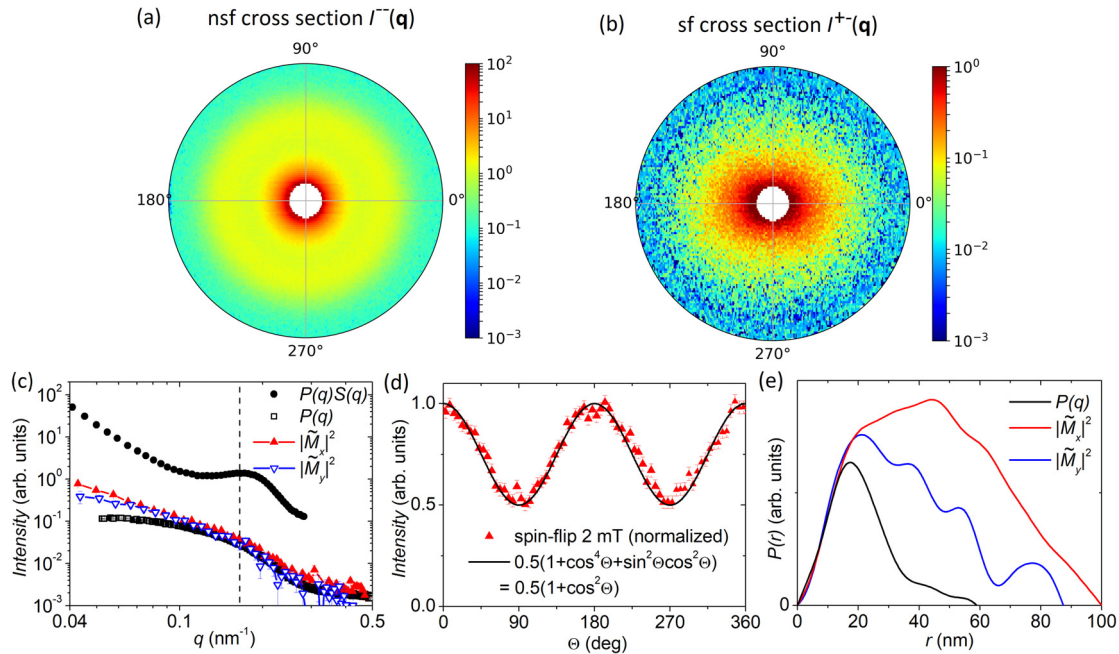 (a) nsf cross section I⁻⁻(q)
90°
180°
0°
270°
10²
10¹
10⁰
10⁻¹
10⁻²
10⁻³
(b) sf cross section I⁺⁻(q)
90°
180°
0°
270°
10⁰
10⁻¹
10⁻²
10⁻³
(c)
Intensity (arb. units)
10²
10¹
10⁰
10⁻¹
10⁻²
10⁻³
P(q)S(q)
P(q)
|M̃ₓ|²
|M̃ᵧ|²
0.04
0.1
0.5
q (nm⁻¹)
(d)
Intensity (arb. units)
1.0
0.5
0.0
spin-flip 2 mT (normalized)
0.5(1+cos⁴Θ+sin²Θcos²Θ)
= 0.5(1+cos²Θ)
0 90 180 270 360
Θ (deg)
(e)
P(r) (arb. units)
P(q)
|M̃ₓ|²
|M̃ᵧ|²
0 20 40 60 80 100
r (nm)